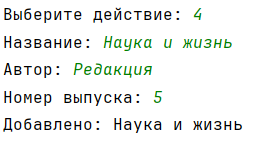 Выберите действие: 4
Название: Наука и жизнь
Автор: Редакция
Номер выпуска: 5
Добавлено: Наука и жизнь